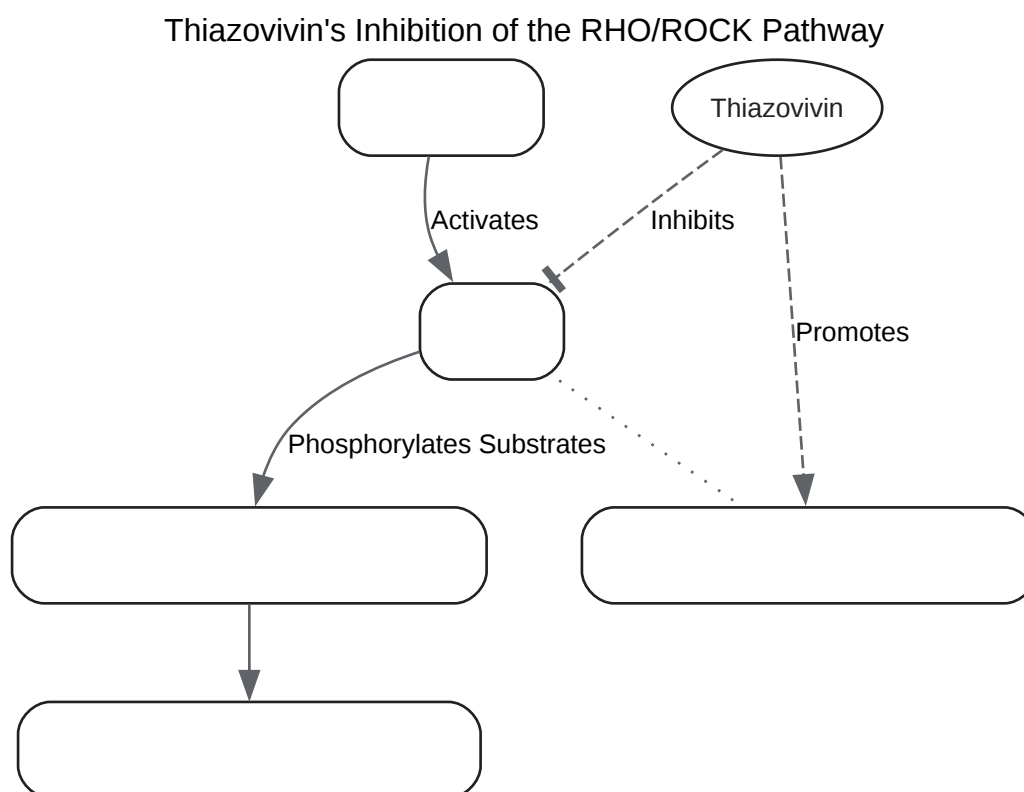 Thiazovivin's Inhibition of the RHO/ROCK Pathway
Thiazovivin
Activates
Inhibits
Promotes
Phosphorylates Substrates